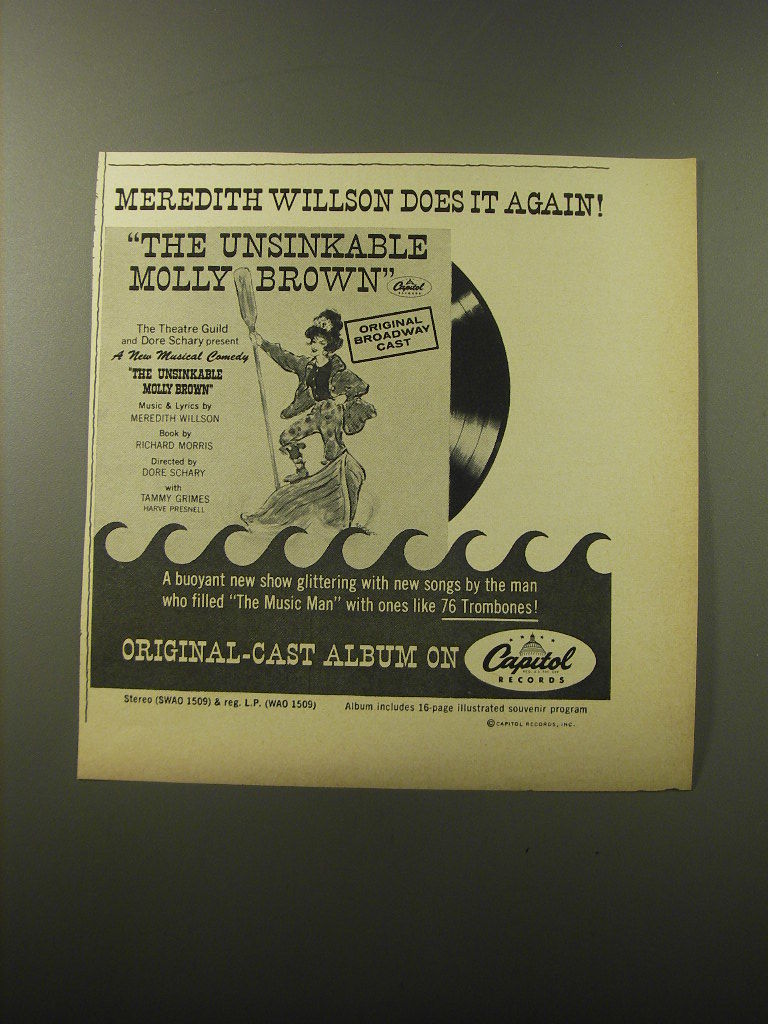 MEREDITH WILLSON DOES IT AGAIN!
"THE UNSINKABLE
MOLLY BROWN"
Capitol
RECORDS
ORIGINAL
BROADWAY
CAST
The Theatre Guild
and Dore Schary present
A New Musical Comedy
"THE UNSINKABLE
MOLLY BROWN"
Music & Lyrics by
MEREDITH WILLSON
Book by
RICHARD MORRIS
Directed by
DORE SCHARY
with
TAMMY GRIMES
HARVE PRESNELL
A buoyant new show glittering with new songs by the man
who filled "The Music Man" with ones like 76 Trombones!
ORIGINAL-CAST ALBUM ON
Capitol
RECORDS
Stereo (SWAO 1509) & reg. L.P. (WAO 1509)
Album includes 16-page illustrated souvenir program
© CAPITOL RECORDS, INC.